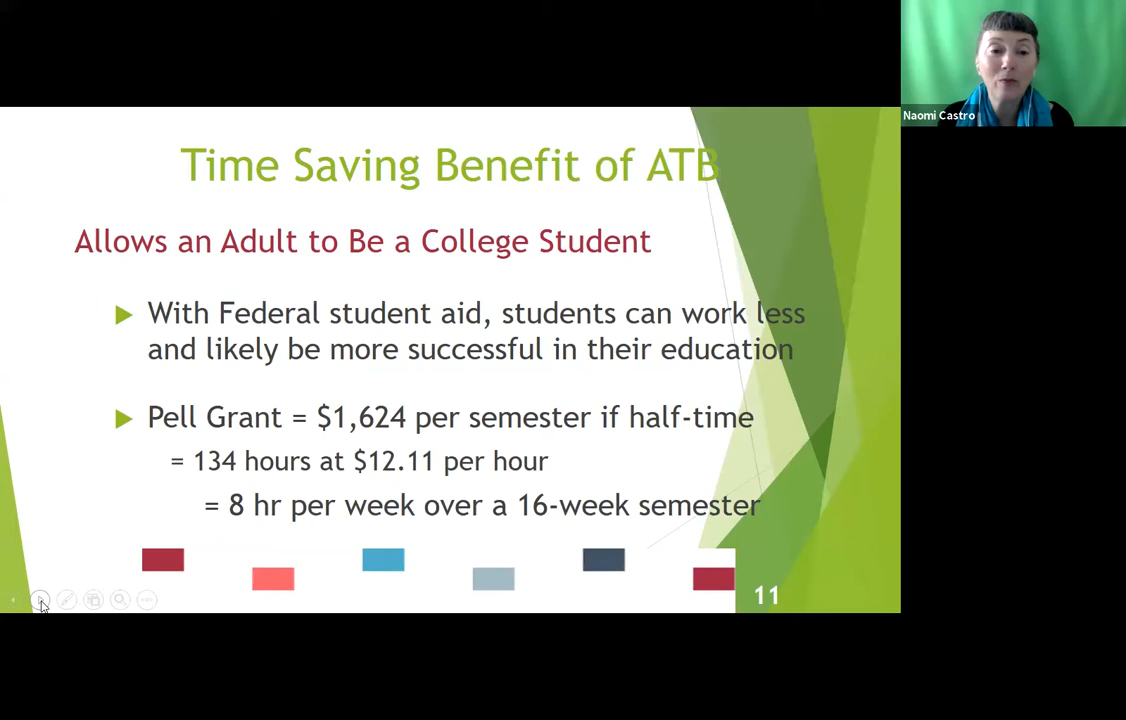 Naomi Castro
Time Saving Benefit of ATB
Allows an Adult to Be a College Student
With Federal student aid, students can work less
and likely be more successful in their education
Pell Grant = $1,624 per semester if half-time
= 134 hours at $12.11 per hour
= 8 hr per week over a 16-week semester
11